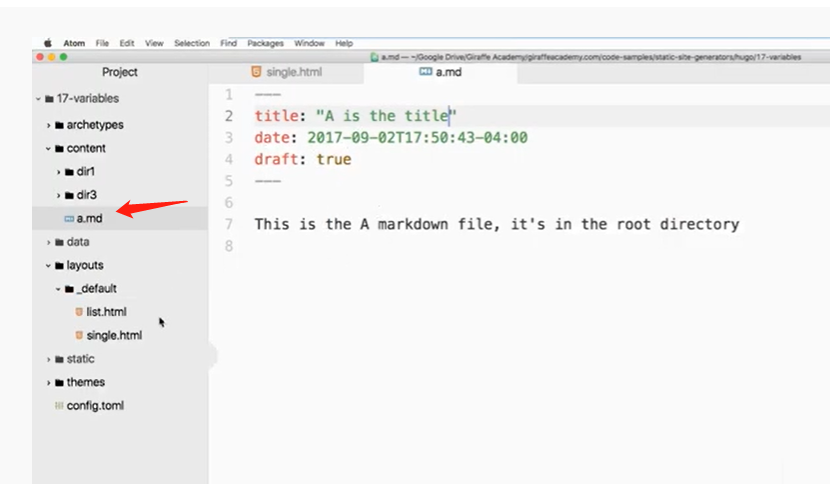 Atom File Edit View Selection Find Packages Window Help
a.md — ~/Google Drive/Giraffe Academy/giraffeacademy.com/code-samples/static-site-generators/hugo/17-variables
Project
single.html
a.md
17-variables
archetypes
content
dir1
dir3
a.md
data
layouts
_default
list.html
single.html
static
themes
config.toml
1 ---
2 title: "A is the title"
3 date: 2017-09-02T17:50:43-04:00
4 draft: true
5 ---
6
7 This is the A markdown file, it's in the root directory
8